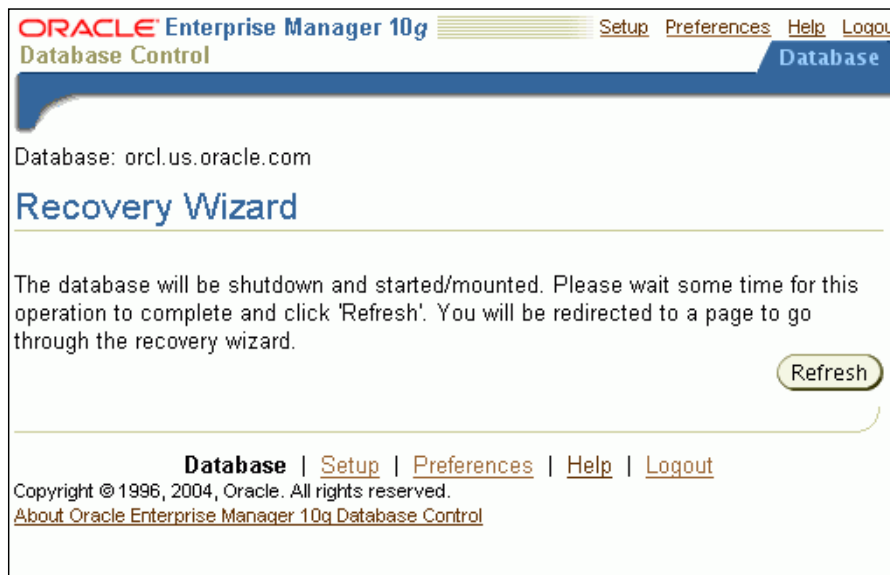 ORACLE Enterprise Manager 10g
Setup Preferences Help Logou
Database Control
Database
Database: orcl.us.oracle.com
Recovery Wizard
The database will be shutdown and started/mounted. Please wait some time for this
operation to complete and click 'Refresh'. You will be redirected to a page to go
through the recovery wizard.
Refresh
Database | Setup | Preferences | Help | Logout
Copyright © 1996, 2004, Oracle. All rights reserved.
About Oracle Enterprise Manager 10g Database Control